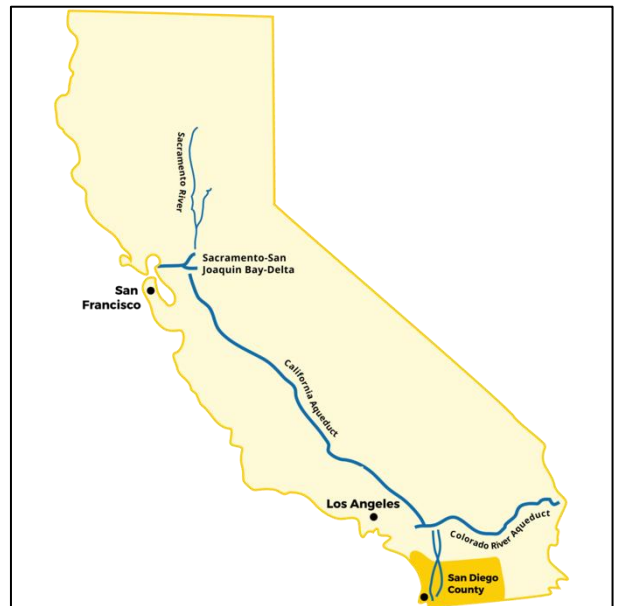 Sacramento River
Sacramento-San
Joaquin Bay-Delta
San
Francisco
California Aqueduct
Los Angeles
Colorado River Aqueduct
San Diego
County